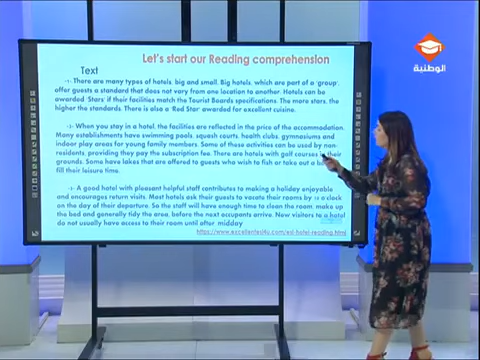 Let's start our Reading comprehension
Text
-1- There are many types of hotels, big and small. Big hotels, which are part of a 'group',
offer guests a standard that does not vary from one location to another. Hotels can be
awarded 'Stars' if their facilities match the Tourist Boards specifications. The more stars, the
higher the standards. There is also a 'Red Star' awarded for excellent cuisine.
-2- When you stay in a hotel, the facilities are reflected in the price of the accommodation.
Many establishments have swimming pools, squash courts, health clubs, gymnasiums and
indoor play areas for young family members. Some of these activities can be used by non-
residents, providing they pay the subscription fee. There are hotels with golf courses in their
grounds. Some have lakes that are offered to guests who wish to fish or take out a
fill their leisure time.
-3- A good hotel with pleasant helpful staff contributes to making a holiday enjoyable
and encourages return visits. Most hotels ask their guests to vacate their rooms by 12 o'clock
on the day of their departure. So the staff will have enough time to clean the room, make up
the bed and generally tidy the area, before the next occupants arrive. New visitors to a hotel
do not usually have access to their room until after midday
https://www.excellentesl4u.com/esl-hotel-reading.html
الوطنية